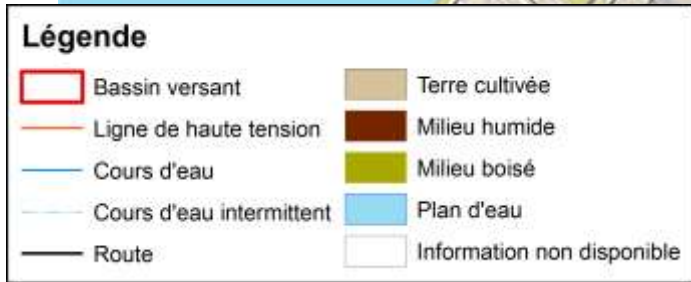 Légende
Bassin versant
Ligne de haute tension
Cours d'eau
Cours d'eau intermittent
Route
Terre cultivée
Milieu humide
Milieu boisé
Plan d'eau
Information non disponible